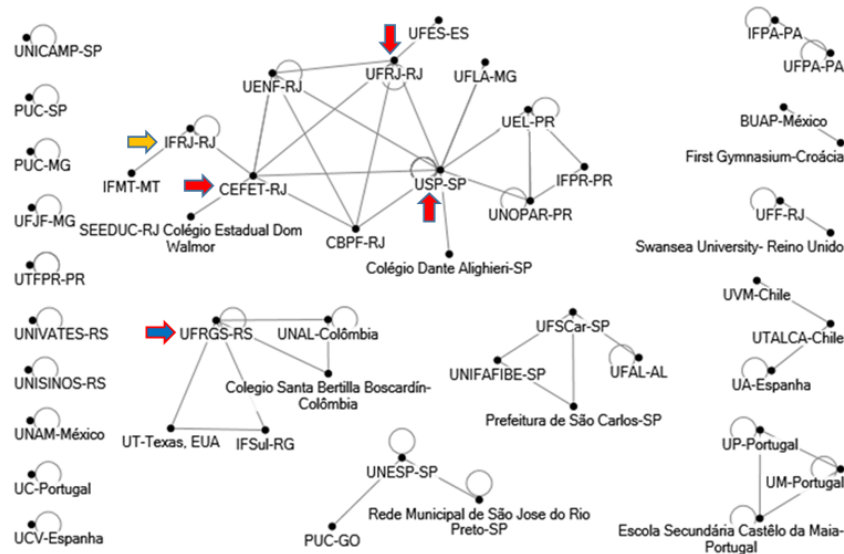 UNICAMP-SP
PUC-SP
PUC-MG
UFJF-MG
UTFPR-PR
UNIVATES-RS
UNISINOS-RS
UNAM-México
UC-Portugal
UCV-Espanha
UFES-ES
UENF-RJ
UFRJ-RJ
UFLA-MG
IFRJ-RJ
UEL-PR
IFMT-MT
CEFET-RJ
USP-SP
IFPR-PR
SEEDUC-RJ Colégio Estadual Dom
Walmor
CBPF-RJ
UNOPAR-PR
Colégio Dante Alighieri-SP
UFRGS-RS
UNAL-Colômbia
Colegio Santa Bertilla Boscardín-
Colômbia
UT-Texas, EUA
IFSul-RG
UFSCar-SP
UNIFAFIBE-SP
UFAL-AL
Prefeitura de São Carlos-SP
UNESP-SP
Rede Municipal de São Jose do Rio
Preto-SP
PUC-GO
IFPA-PA
UFPA-PA
BUAP-México
First Gymnasium-Croácia
UFF-RJ
Swansea University- Reino Unido
UVM-Chile
UTALCA-Chile
UA-Espanha
UP-Portugal
UM-Portugal
Escola Secundária Castêlo da Maia-
Portugal